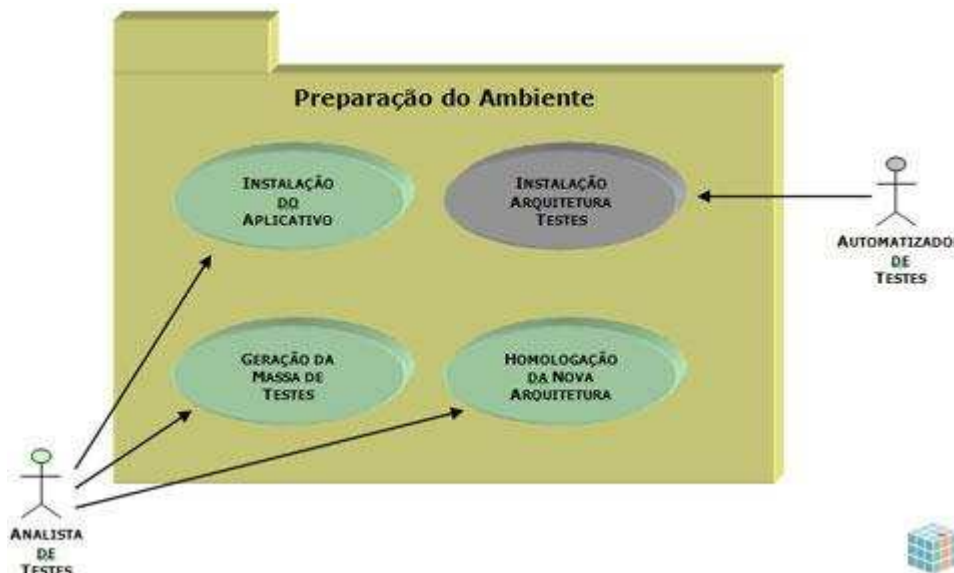 Preparação do Ambiente
INSTALAÇÃO
DO
APLICATIVO
INSTALAÇÃO
ARQUITETURA
TESTES
AUTOMATIZADO
DE
TESTES
GERAÇÃO DA
MASSA DE
TESTES
HOMOLOGAÇÃO
DA NOVA
ARQUITETURA
ANALISTA
DE
TESTES